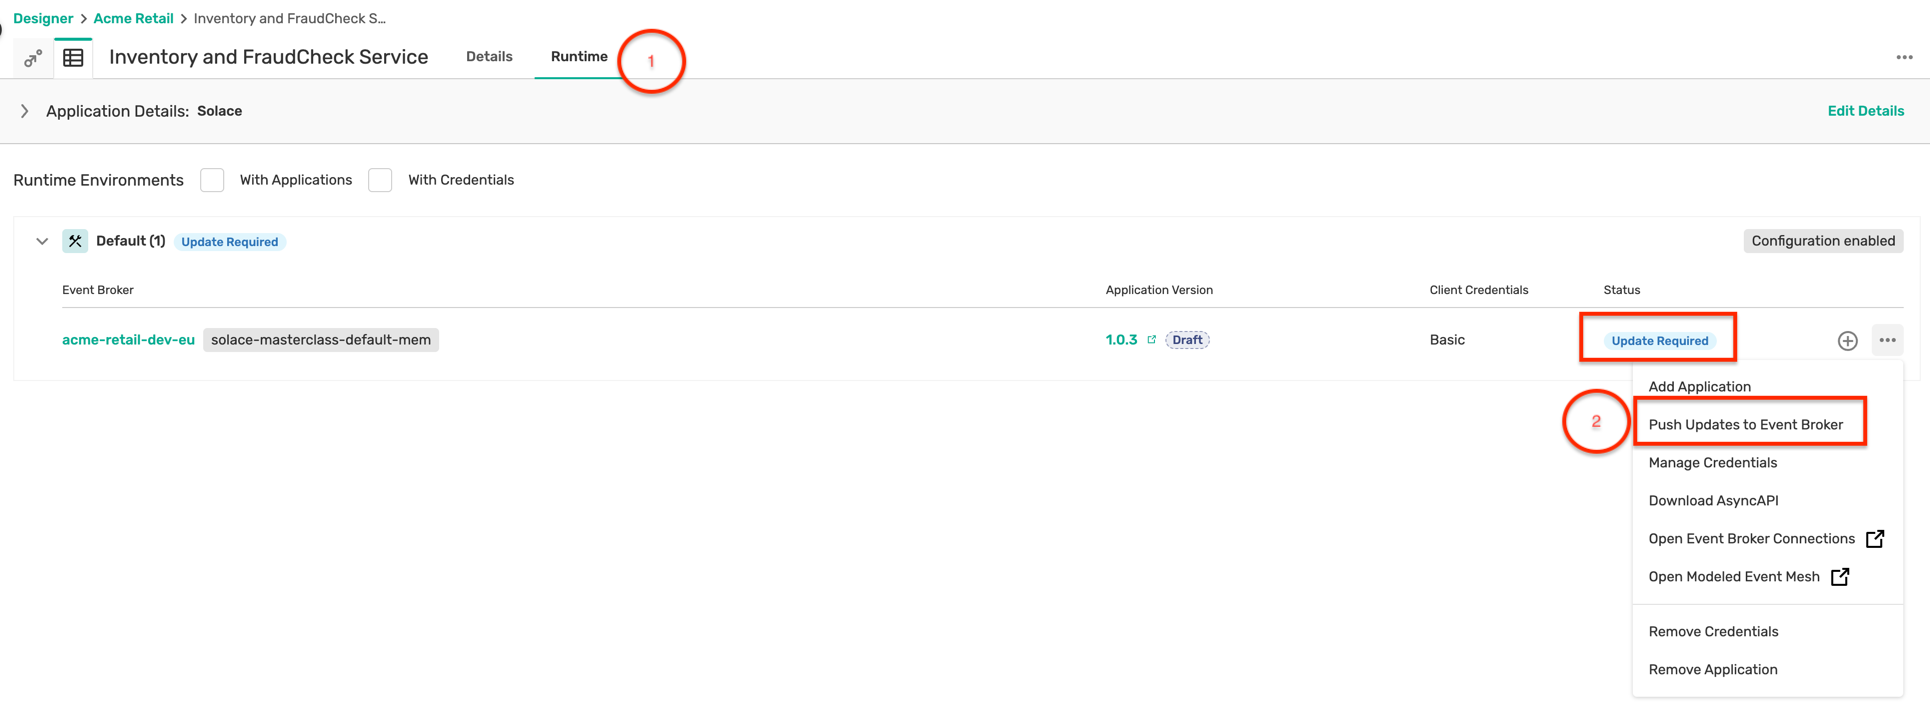 Designer > Acme Retail > Inventory and FraudCheck S...
Inventory and FraudCheck Service Details Runtime 1
Application Details: Solace Edit Details
Runtime Environments With Applications With Credentials
Default (1) Update Required Configuration enabled
Event Broker Application Version Client Credentials Status
acme-retail-dev-eu solace-masterclass-default-mem 1.0.3 Draft Basic Update Required
Add Application
2 Push Updates to Event Broker
Manage Credentials
Download AsyncAPI
Open Event Broker Connections
Open Modeled Event Mesh
Remove Credentials
Remove Application